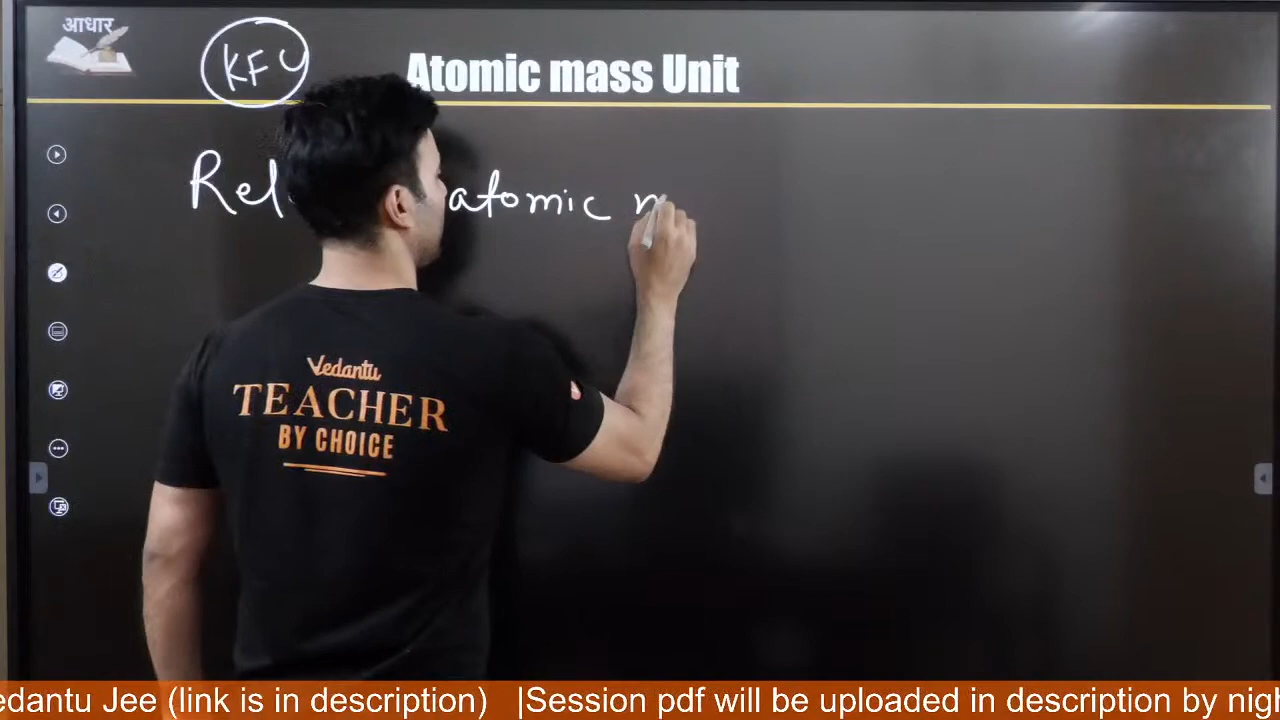 आधार
KFC
Atomic mass Unit
Rel atomic m
Vedantu
TEACHER
BY CHOICE
edantu Jee (link is in description) |Session pdf will be uploaded in description by nigh